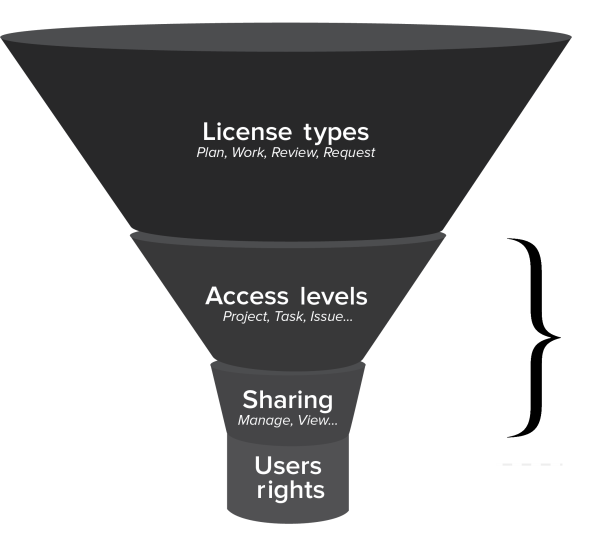 License types
Plan, Work, Review, Request
Access levels
Project, Task, Issue...
Sharing
Manage, View...
Users
rights